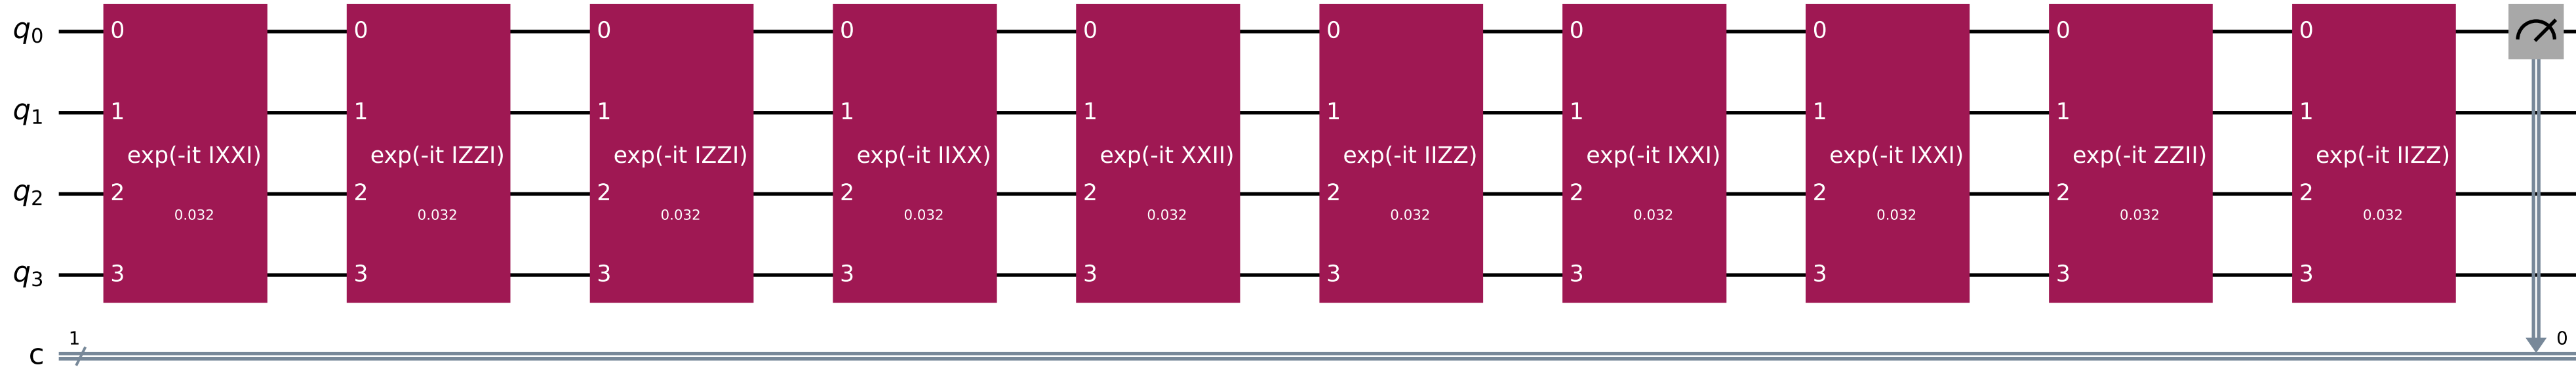 q0 0 0 0 0 0 0 0 0 0 0
q1 1 1 1 1 1 1 1 1 1 1
exp(-it IXXI) exp(-it IZZI) exp(-it IZZI) exp(-it IIXX) exp(-it XXII) exp(-it IIZZ) exp(-it IXXI) exp(-it IXXI) exp(-it ZZII) exp(-it IIZZ)
q2 2 2 2 2 2 2 2 2 2 2
0.032 0.032 0.032 0.032 0.032 0.032 0.032 0.032 0.032 0.032
q3 3 3 3 3 3 3 3 3 3 3
1 0
c